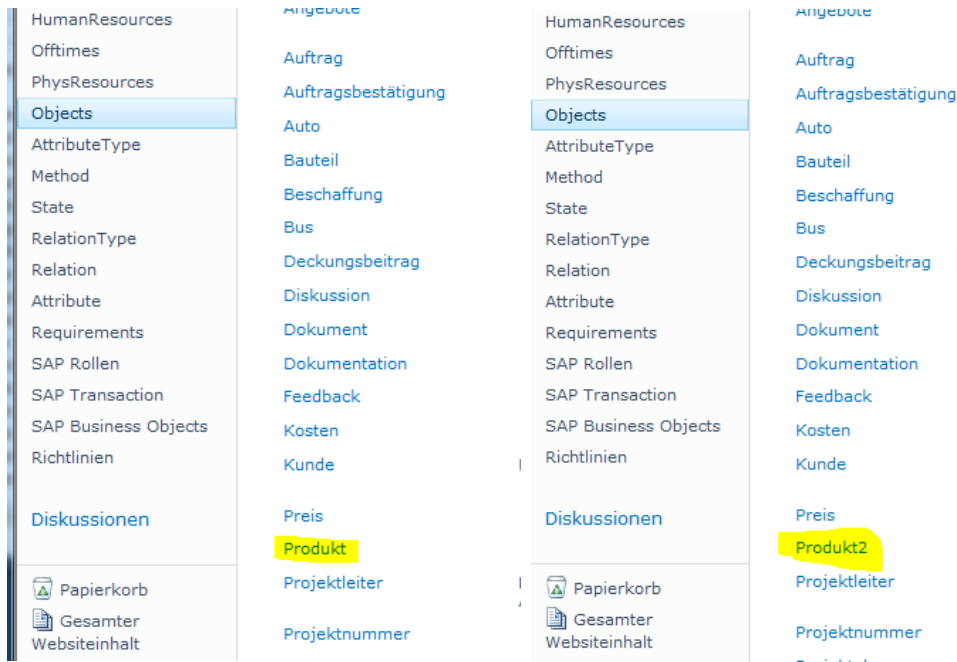 HumanResources
Offtimes
PhysResources
Objects
AttributeType
Method
State
RelationType
Relation
Attribute
Requirements
SAP Rollen
SAP Transaction
SAP Business Objects
Richtlinien
Diskussionen
Papierkorb
Gesamter
Websiteinhalt
Angebote
Auftrag
Auftragsbestätigung
Auto
Bauteil
Beschaffung
Bus
Deckungsbeitrag
Diskussion
Dokument
Dokumentation
Feedback
Kosten
Kunde
Preis
Produkt
Projektleiter
Projektnummer
HumanResources
Offtimes
PhysResources
Objects
AttributeType
Method
State
RelationType
Relation
Attribute
Requirements
SAP Rollen
SAP Transaction
SAP Business Objects
Richtlinien
Diskussionen
Papierkorb
Gesamter
Websiteinhalt
Angebote
Auftrag
Auftragsbestätigung
Auto
Bauteil
Beschaffung
Bus
Deckungsbeitrag
Diskussion
Dokument
Dokumentation
Feedback
Kosten
Kunde
Preis
Produkt2
Projektleiter
Projektnummer